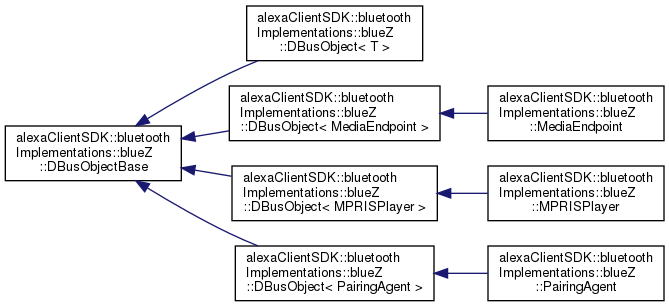 alexaClientSDK::bluetooth
Implementations::blueZ
::DBusObject< T >
alexaClientSDK::bluetooth
Implementations::blueZ
::DBusObject< MediaEndpoint >
alexaClientSDK::bluetooth
Implementations::blueZ
::MediaEndpoint
alexaClientSDK::bluetooth
Implementations::blueZ
::DBusObjectBase
alexaClientSDK::bluetooth
Implementations::blueZ
::DBusObject< MPRISPlayer >
alexaClientSDK::bluetooth
Implementations::blueZ
::MPRISPlayer
alexaClientSDK::bluetooth
Implementations::blueZ
::DBusObject< PairingAgent >
alexaClientSDK::bluetooth
Implementations::blueZ
::PairingAgent